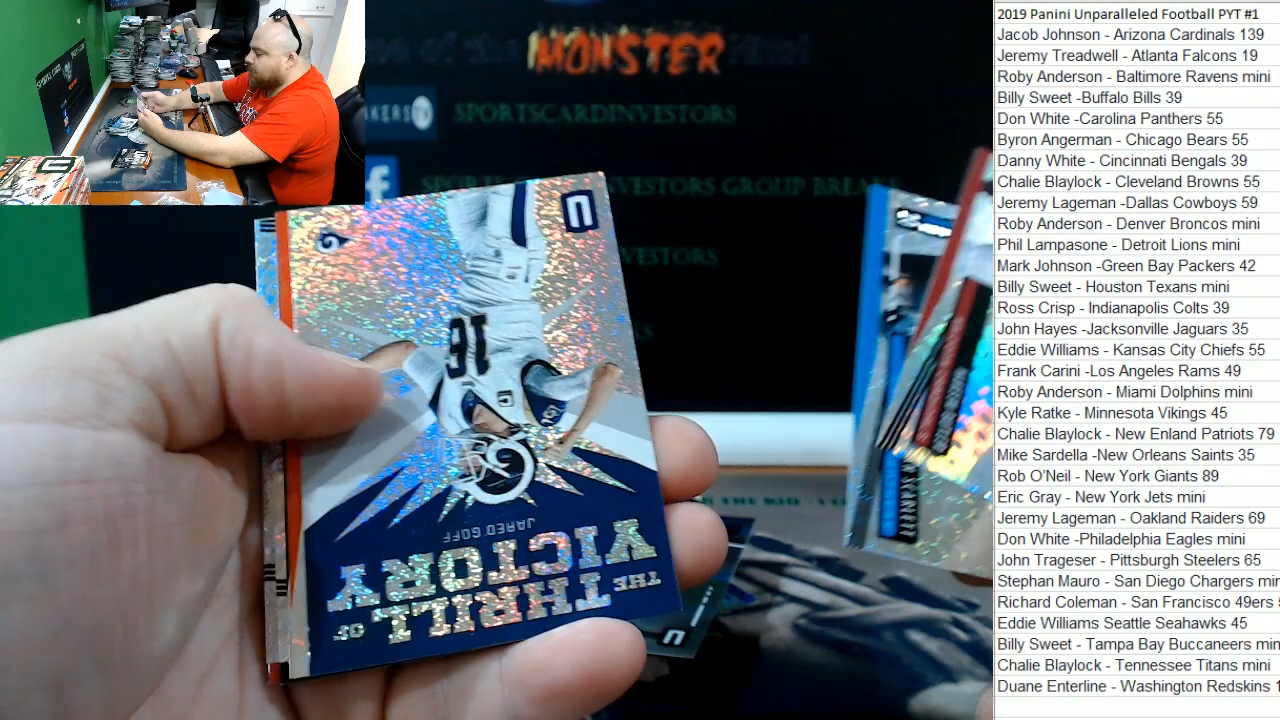 MONSTER
SPORTSCARDINVESTORS
INVESTORS GROUP BREA
ESTORS
16
JARED GOFF
THE THRILL OF
VICTORY
2019 Panini Unparalleled Football PYT #1
Jacob Johnson - Arizona Cardinals 139
Jeremy Treadwell - Atlanta Falcons 19
Roby Anderson - Baltimore Ravens mini
Billy Sweet -Buffalo Bills 39
Don White -Carolina Panthers 55
Byron Angerman - Chicago Bears 55
Danny White - Cincinnati Bengals 39
Chalie Blaylock - Cleveland Browns 55
Jeremy Lageman -Dallas Cowboys 59
Roby Anderson - Denver Broncos mini
Phil Lampasone - Detroit Lions mini
Mark Johnson -Green Bay Packers 42
Billy Sweet - Houston Texans mini
Ross Crisp - Indianapolis Colts 39
John Hayes -Jacksonville Jaguars 35
Eddie Williams - Kansas City Chiefs 55
Frank Carini -Los Angeles Rams 49
Roby Anderson - Miami Dolphins mini
Kyle Ratke - Minnesota Vikings 45
Chalie Blaylock - New Enland Patriots 79
Mike Sardella -New Orleans Saints 35
Rob O'Neil - New York Giants 89
Eric Gray - New York Jets mini
Jeremy Lageman - Oakland Raiders 69
Don White -Philadelphia Eagles mini
John Trageser - Pittsburgh Steelers 65
Stephan Mauro - San Diego Chargers min
Richard Coleman - San Francisco 49ers
Eddie Williams Seattle Seahawks 45
Billy Sweet - Tampa Bay Buccaneers min
Chalie Blaylock - Tennessee Titans mini
Duane Enterline - Washington Redskins 1